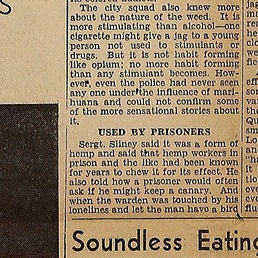 The city squad also knew more
about the nature of the weed. It is
more stimulating than alcohol—one
cigarette might give a jag to a young
person not used to stimulants or
drugs. But it is not habit forming
like opium; no more habit forming
than any stimulant becomes. How-
ever, even the police had never seen
any one under the influence of mari-
huana and could not confirm some
of the more sensational stories about
it.
USED BY PRISONERS
Sergt. Sliney said it was a form of
hemp and said that hemp workers in
prison and the like had been known
for years to chew it for its effect. He
also told how a prisoner would often
ask if he might keep a canary. And
when the warden was touched by his
loneliness and let the man have a bird
Soundless Eating